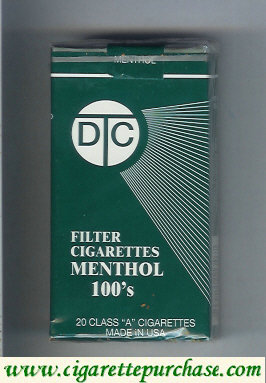 MENTHOL
DTC
FILTER
CIGARETTES
MENTHOL
100's
20 CLASS "A" CIGARETTES
MADE IN USA
www.cigarettepurchase.com